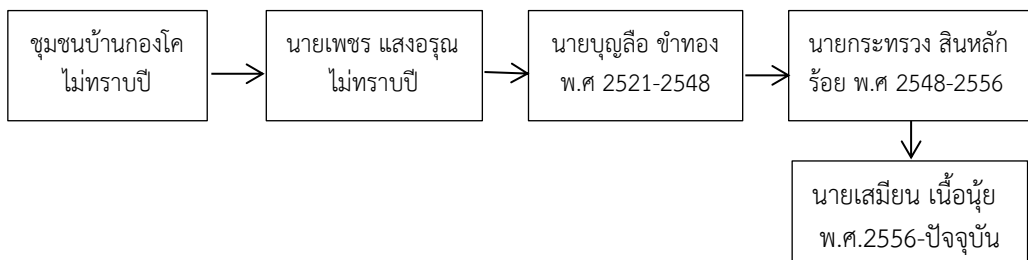 ชุมชนบ้านกองโค
ไม่ทราบปี
นายเพชร แสงอรุณ
ไม่ทราบปี
นายบุญลือ ขำทอง
พ.ศ 2521-2548
นายกระทรวง สินหลัก
ร้อย พ.ศ 2548-2556
นายเสมียน เนื้อนุ้ย
พ.ศ.2556-ปัจจุบัน